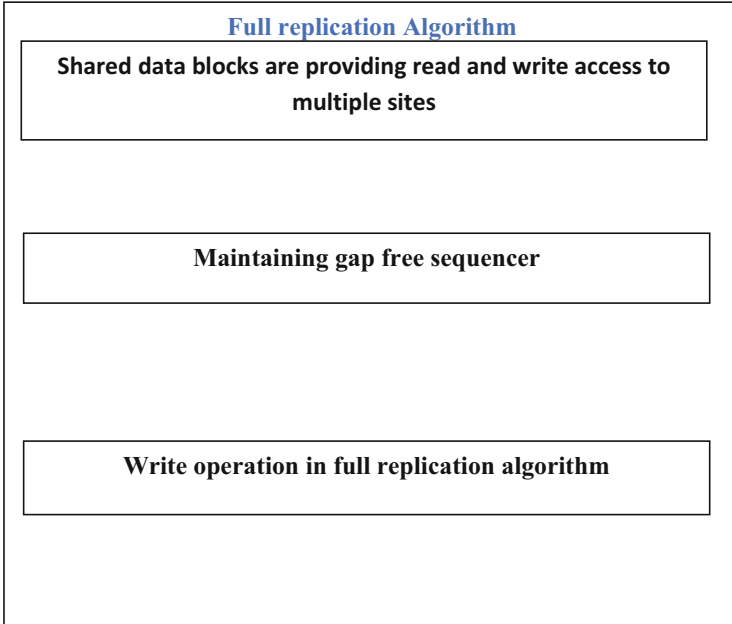 Full replication Algorithm
Shared data blocks are providing read and write access to
multiple sites
Maintaining gap free sequencer
Write operation in full replication algorithm